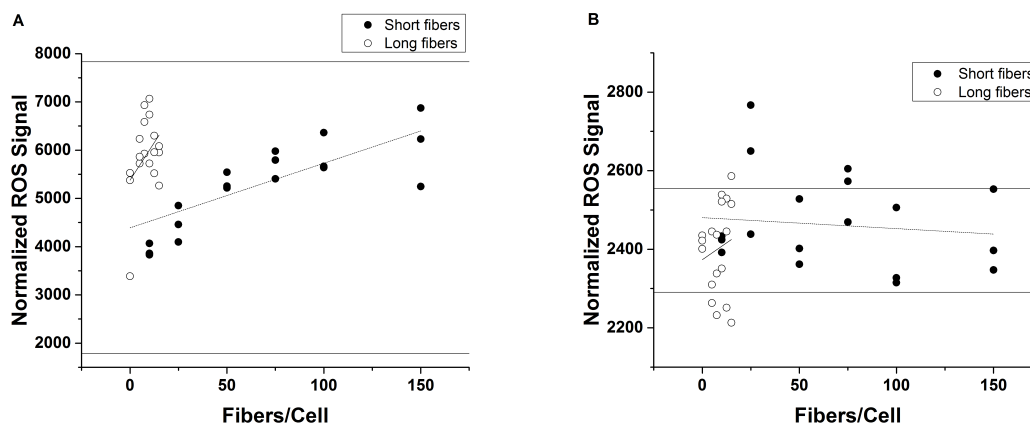 A
Short fibers
Long fibers
8000
7000
6000
5000
4000
3000
2000
Normalized ROS Signal
0
50
100
150
Fibers/Cell
B
Short fibers
Long fibers
2800
2600
2400
2200
Normalized ROS Signal
0
50
100
150
Fibers/Cell